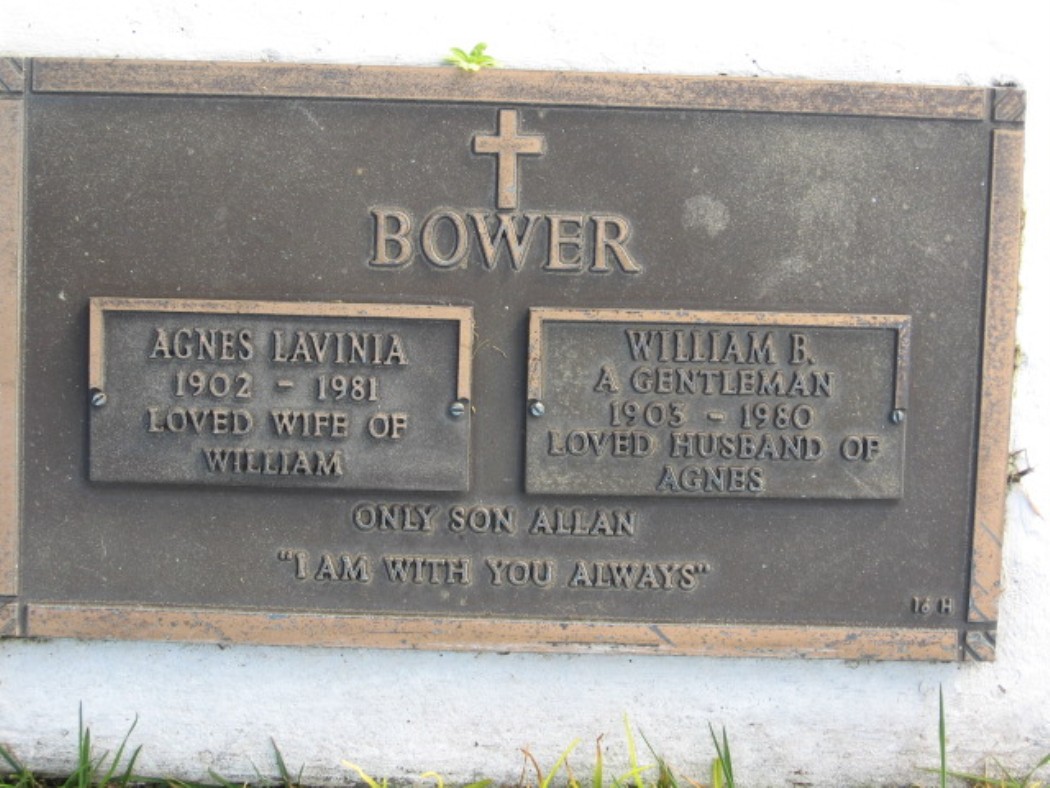 BOWER
AGNES LAVINIA
1902 - 1981
LOVED WIFE OF
WILLIAM
WILLIAM B.
A GENTLEMAN
1903 - 1980
LOVED HUSBAND OF
AGNES
ONLY SON ALLAN
"I AM WITH YOU ALWAYS"
16 H